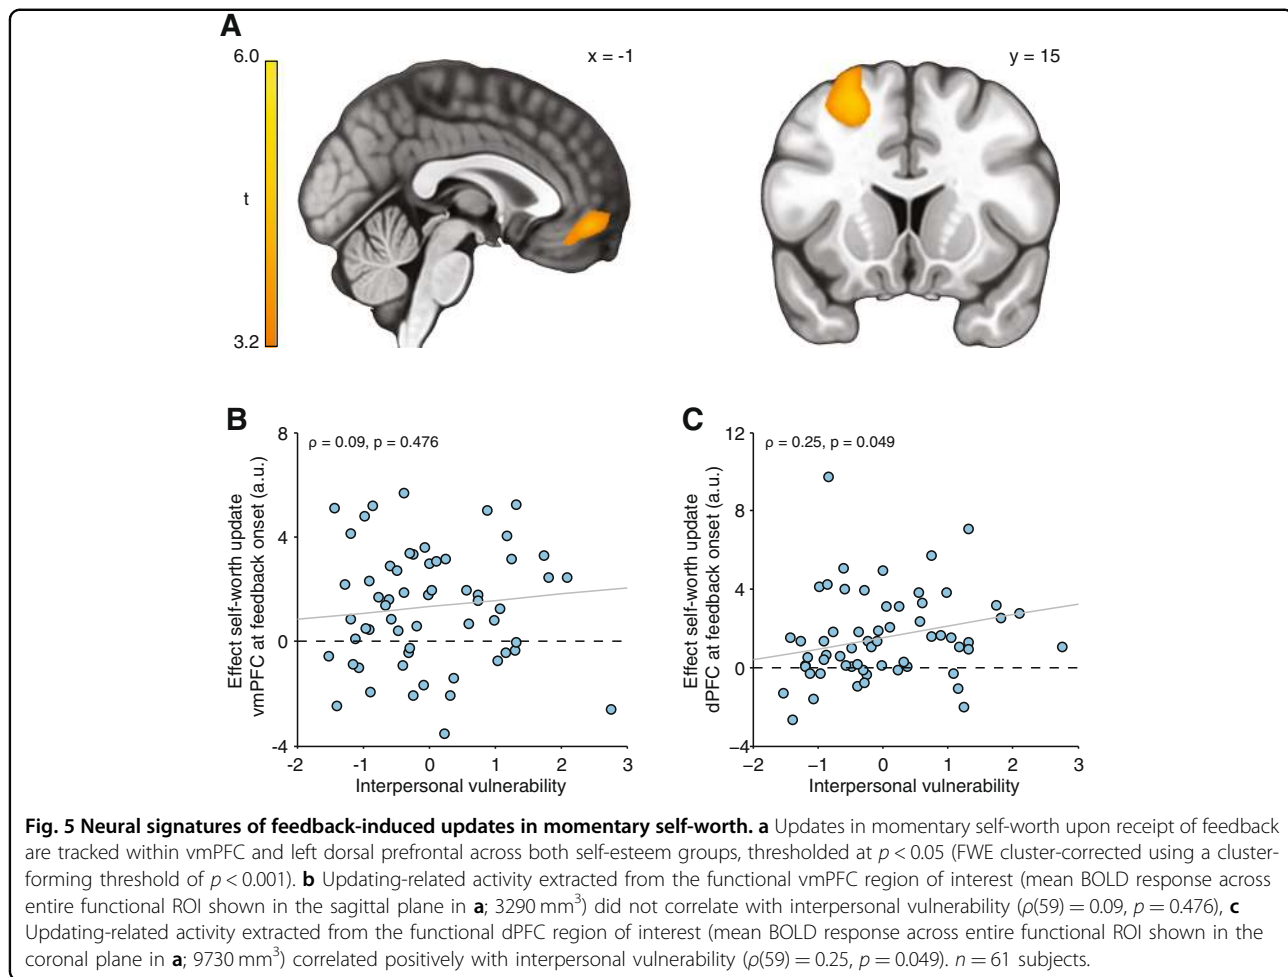 A
6.0
x = -1
y = 15
t
3.2
B
8
ρ = 0.09, p = 0.476
4
0
-4
Effect self-worth update
vmPFC at feedback onset (a.u.)
-2 -1 0 1 2 3
Interpersonal vulnerability
C
12
ρ = 0.25, p = 0.049
8
4
0
−4
Effect self-worth update
dPFC at feedback onset (a.u.)
−2 −1 0 1 2 3
Interpersonal vulnerability
Fig. 5 Neural signatures of feedback-induced updates in momentary self-worth. a Updates in momentary self-worth upon receipt of feedback
are tracked within vmPFC and left dorsal prefrontal across both self-esteem groups, thresholded at p < 0.05 (FWE cluster-corrected using a cluster-
forming threshold of p < 0.001). b Updating-related activity extracted from the functional vmPFC region of interest (mean BOLD response across
entire functional ROI shown in the sagittal plane in a; 3290 mm³) did not correlate with interpersonal vulnerability (ρ(59) = 0.09, p = 0.476), c
Updating-related activity extracted from the functional dPFC region of interest (mean BOLD response across entire functional ROI shown in the
coronal plane in a; 9730 mm³) correlated positively with interpersonal vulnerability (ρ(59) = 0.25, p = 0.049). n = 61 subjects.